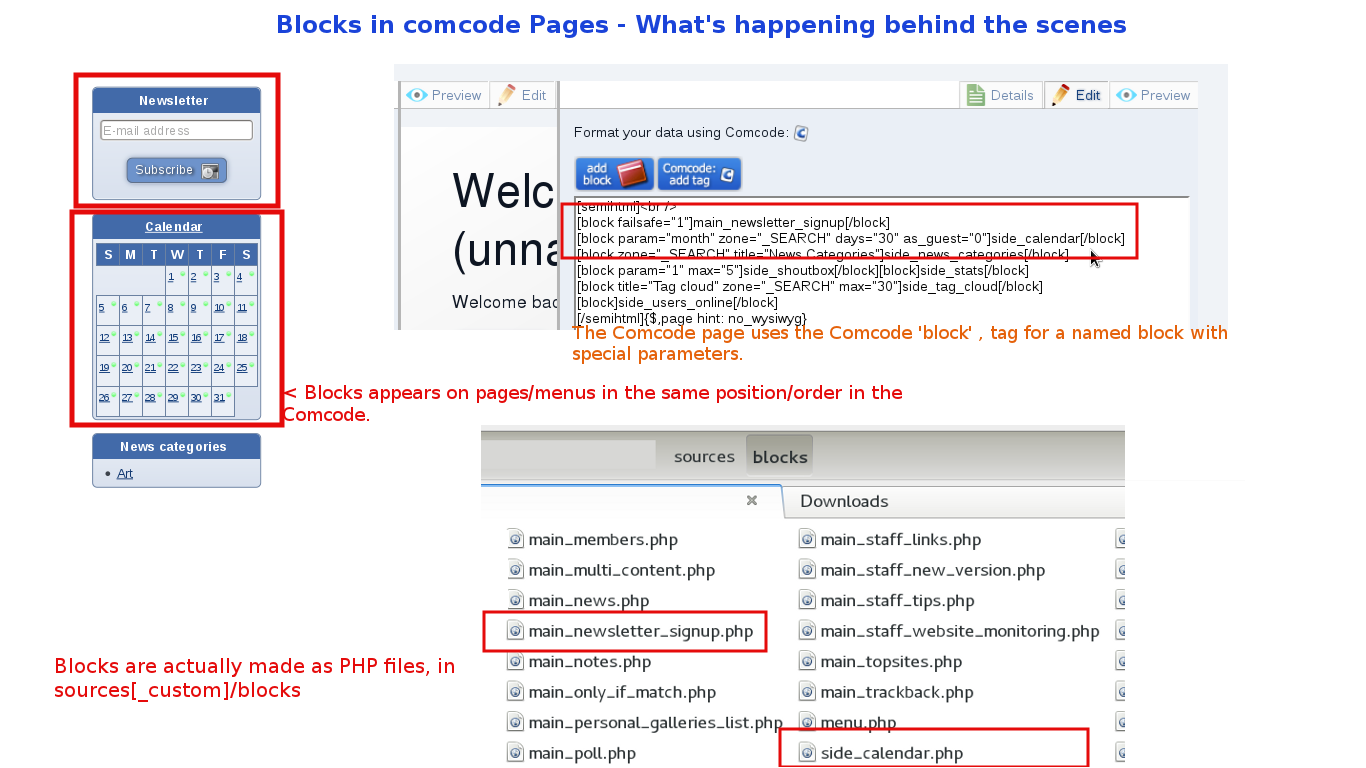 Blocks in comcode Pages - What's happening behind the scenes
Newsletter
E-mail address
Subscribe
Calendar
S M T W T F S
1 2 3 4
5 6 7 8 9 10 11
12 13 14 15 16 17 18
19 20 21 22 23 24 25
26 27 28 29 30 31
News categories
Art
Preview Edit
Details Edit Preview
Welc
(unna
Welcome bac
Format your data using Comcode:
add block
Comcode: add tag
[semihtml]<br />
[block failsafe="1"]main_newsletter_signup[/block]
[block param="month" zone="_SEARCH" days="30" as_guest="0"]side_calendar[/block]
[block zone="_SEARCH" title="News Categories"]side_news_categories[/block]
[block param="1" max="5"]side_shoutbox[/block][block]side_stats[/block]
[block title="Tag cloud" zone="_SEARCH" max="30"]side_tag_cloud[/block]
[block]side_users_online[/block]
[/semihtml]{$,page hint: no_wysiwyg}
The Comcode page uses the Comcode 'block' , tag for a named block with
special parameters.
< Blocks appears on pages/menus in the same position/order in the
Comcode.
sources blocks
Downloads
main_members.php
main_multi_content.php
main_news.php
main_newsletter_signup.php
main_notes.php
main_only_if_match.php
main_personal_galleries_list.php
main_poll.php
main_staff_links.php
main_staff_new_version.php
main_staff_tips.php
main_staff_website_monitoring.php
main_topsites.php
main_trackback.php
menu.php
side_calendar.php
Blocks are actually made as PHP files, in
sources[_custom]/blocks